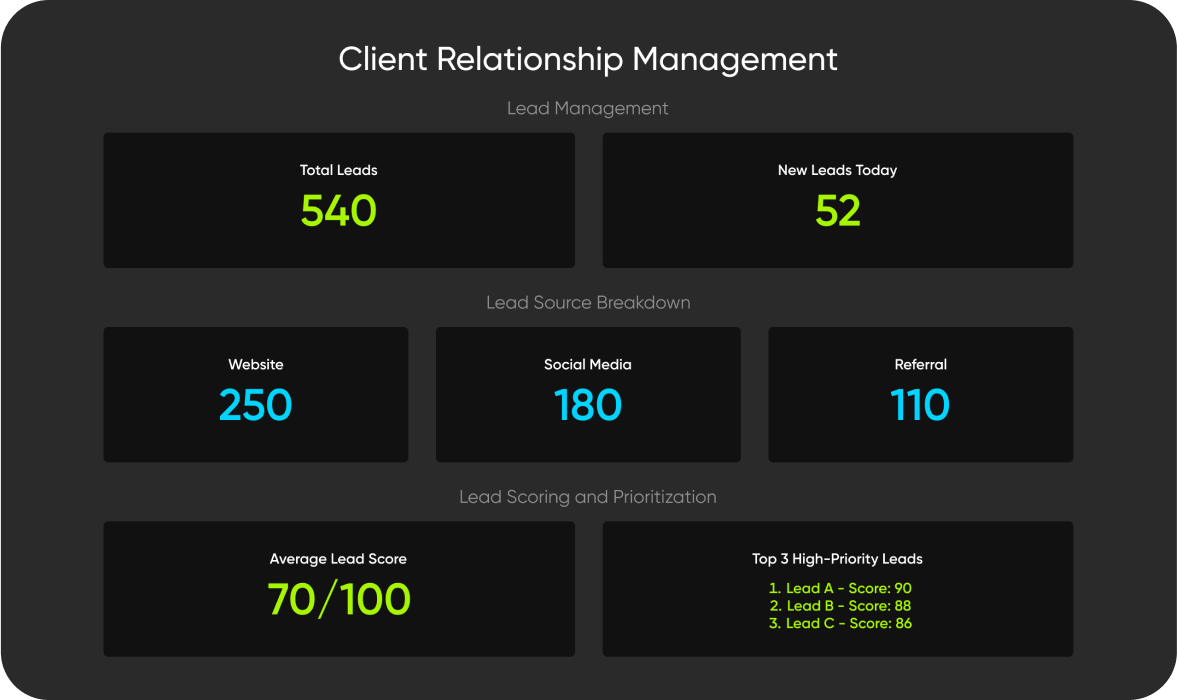 Client Relationship Management
Lead Management
Total Leads
540
New Leads Today
52
Lead Source Breakdown
Website
250
Social Media
180
Referral
110
Lead Scoring and Prioritization
Average Lead Score
70/100
Top 3 High-Priority Leads
1. Lead A - Score: 90
2. Lead B - Score: 88
3. Lead C - Score: 86